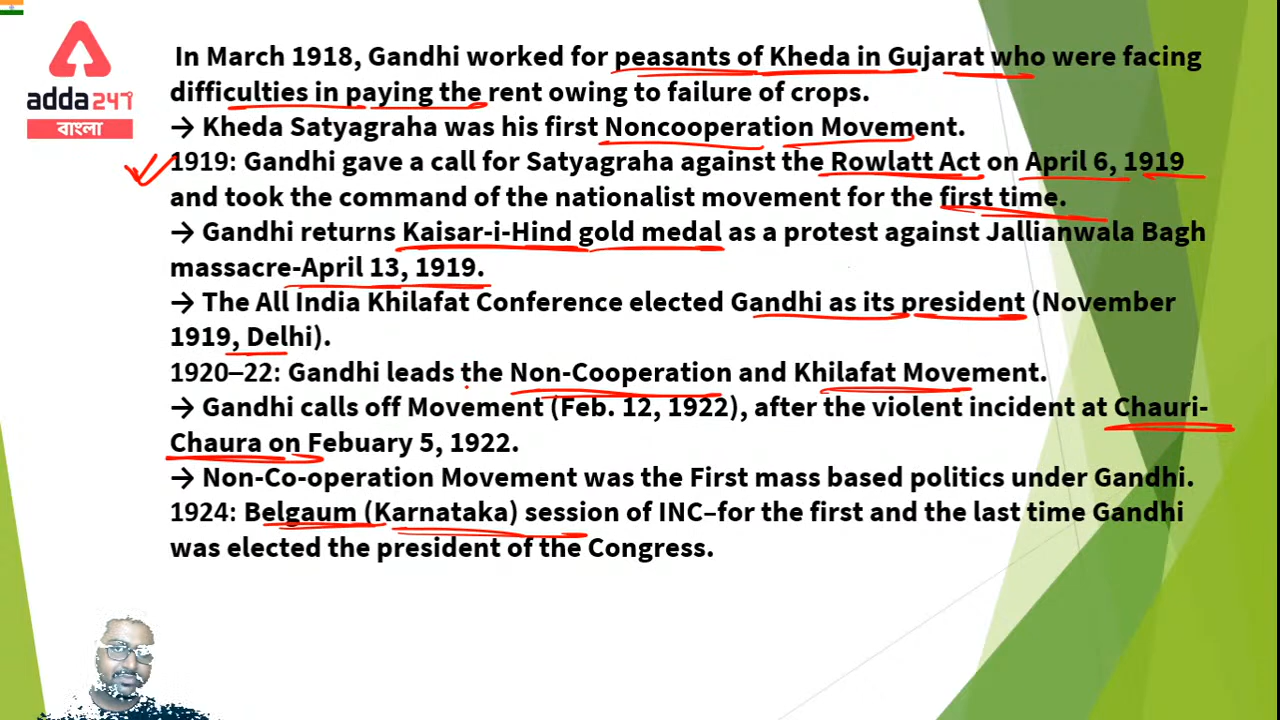 adda247
বাংলা
In March 1918, Gandhi worked for peasants of Kheda in Gujarat who were facing
difficulties in paying the rent owing to failure of crops.
→ Kheda Satyagraha was his first Noncooperation Movement.
1919: Gandhi gave a call for Satyagraha against the Rowlatt Act on April 6, 1919
and took the command of the nationalist movement for the first time.
→ Gandhi returns Kaisar-i-Hind gold medal as a protest against Jallianwala Bagh
massacre-April 13, 1919.
→ The All India Khilafat Conference elected Gandhi as its president (November
1919, Delhi).
1920–22: Gandhi leads the Non-Cooperation and Khilafat Movement.
→ Gandhi calls off Movement (Feb. 12, 1922), after the violent incident at Chauri-
Chaura on Febuary 5, 1922.
→ Non-Co-operation Movement was the First mass based politics under Gandhi.
1924: Belgaum (Karnataka) session of INC–for the first and the last time Gandhi
was elected the president of the Congress.